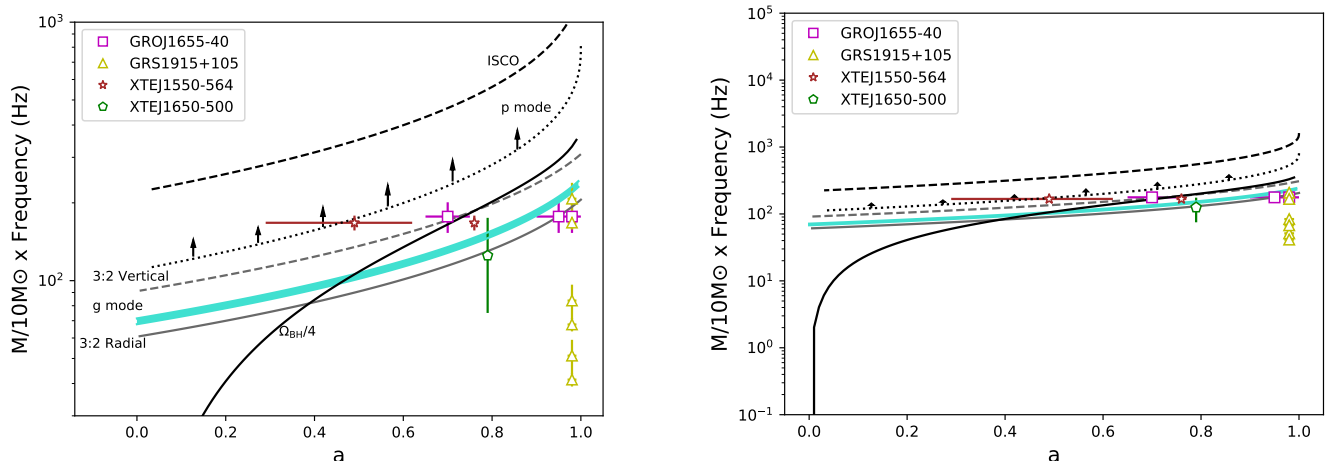 10³
10²
M/10M⊙ x Frequency (Hz)
GROJ1655-40
GRS1915+105
XTEJ1550-564
XTEJ1650-500
ISCO
p mode
3:2 Vertical
g mode
3:2 Radial
Ω_BH/4
0.0 0.2 0.4 0.6 0.8 1.0
a
10⁵
10⁴
10³
10²
10¹
10⁰
10⁻¹
M/10M⊙ x Frequency (Hz)
GROJ1655-40
GRS1915+105
XTEJ1550-564
XTEJ1650-500
0.0 0.2 0.4 0.6 0.8 1.0
a